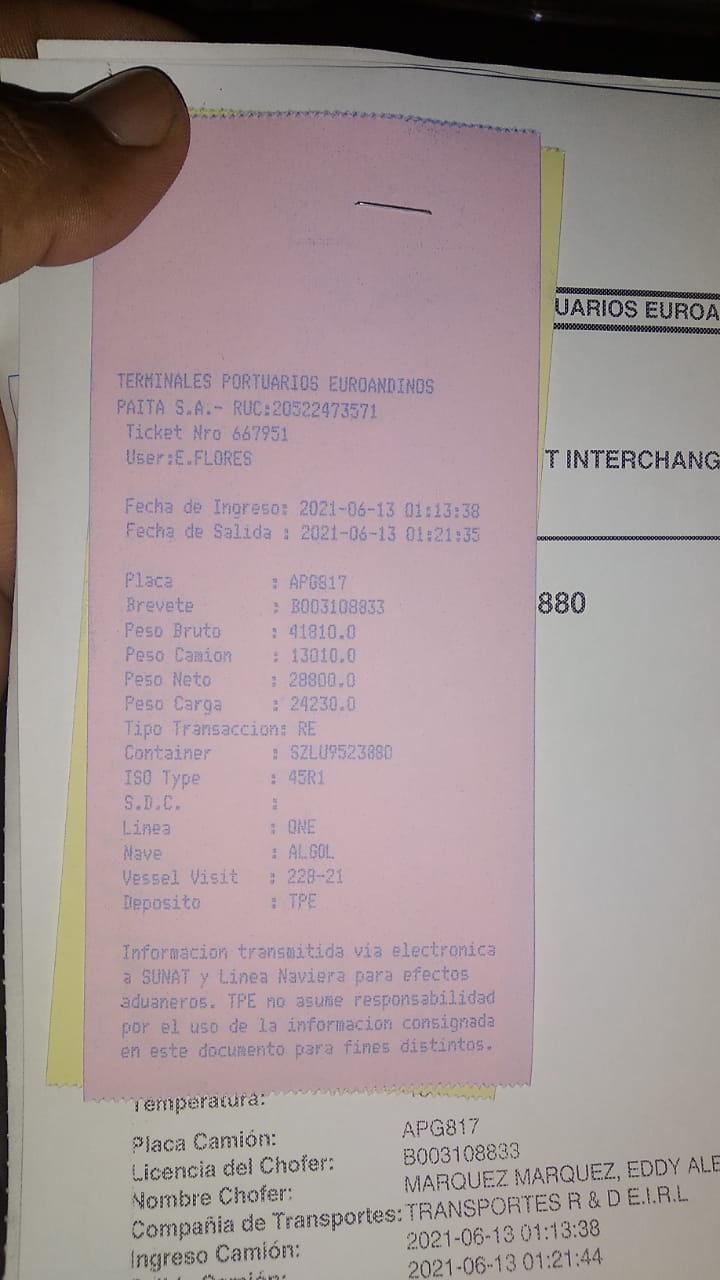 UARIOS EUROA
T INTERCHANG
880
TERMINALES PORTUARIOS EUROANDINOS
PAITA S.A.- RUC:20522473571
Ticket Nro 667951
User:E.FLORES
Fecha de Ingreso: 2021-06-13 01:13:38
Fecha de Salida : 2021-06-13 01:21:35
Placa : APG817
Brevete : B003108833
Peso Bruto : 41810.0
Peso Camion : 13010.0
Peso Neto : 28800.0
Peso Carga : 24230.0
Tipo Transaccion: RE
Container : SZLU9523880
ISO Type : 45R1
S.D.C. :
Linea : ONE
Nave : ALGOL
Vessel Visit : 228-21
Deposito : TPE
Informacion transmitida via electronica
a SUNAT y Linea Naviera para efectos
aduaneros. TPE no asume responsabilidad
por el uso de la informacion consignada
en este documento para fines distintos.
Temperatura:
Placa Camión: APG817
Licencia del Chofer: B003108833
Nombre Chofer: MARQUEZ MARQUEZ, EDDY ALE
Compañia de Transportes: TRANSPORTES R & D E.I.R.L
Ingreso Camión: 2021-06-13 01:13:38
2021-06-13 01:21:44